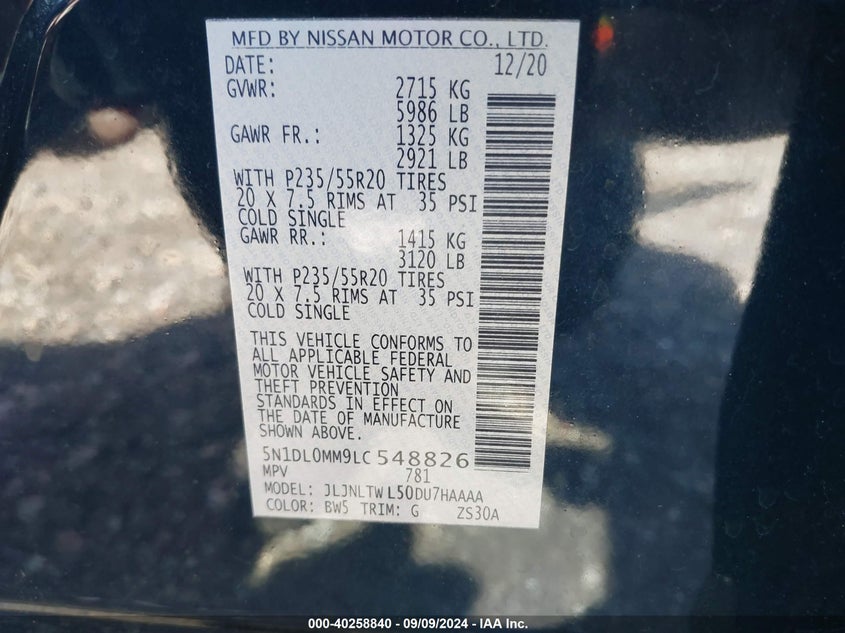 MFD BY NISSAN MOTOR CO., LTD.
DATE: 12/20
GVWR: 2715 KG
5986 LB
GAWR FR.: 1325 KG
2921 LB
WITH P235/55R20 TIRES
20 X 7.5 RIMS AT 35 PSI
COLD SINGLE
GAWR RR.: 1415 KG
3120 LB
WITH P235/55R20 TIRES
20 X 7.5 RIMS AT 35 PSI
COLD SINGLE
THIS VEHICLE CONFORMS TO
ALL APPLICABLE FEDERAL
MOTOR VEHICLE SAFETY AND
THEFT PREVENTION
STANDARDS IN EFFECT ON
THE DATE OF MANUFACTURE
SHOWN ABOVE.
5N1DL0MM9LC548826
MPV 781
MODEL: JLJNLTWL50DU7HAAAA
COLOR: BW5 TRIM: G ZS30A
000-40258840 - 09/09/2024 - IAA Inc.